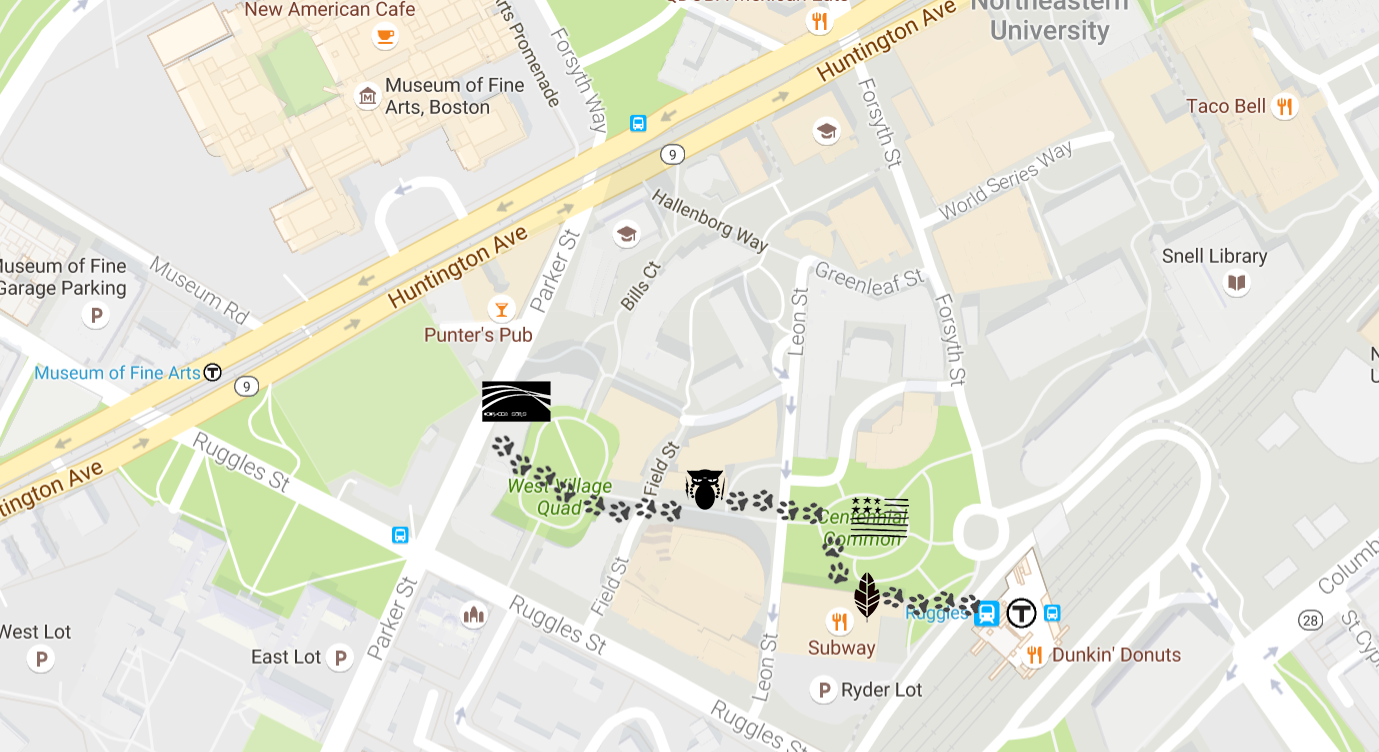 New American Cafe
Museum of Fine
Arts, Boston
Arts Promenade
Forsyth Way
Huntington Ave
Northeastern
University
Taco Bell
9
Forsyth St
World Series Way
Hallenborg Way
Snell Library
Huntington Ave
Parker St
Bills Ct
Greenleaf St
Museum of Fine
Garage Parking
P
Museum Rd
Leon St
Forsyth St
Punter's Pub
Museum of Fine Arts
T
9
Ruggles St
Huntington Ave
Field St
West Village
Quad
Centennial
Common
Field St
Parker St
Ruggles St
Ruggles
T
Columb
28
St Cyp
West Lot
P
East Lot
P
Subway
Dunkin' Donuts
Leon St
P
Ryder Lot
Ruggles St